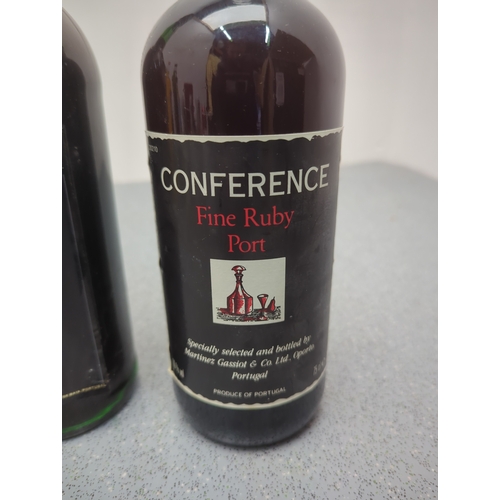 CONFERENCE
Fine Ruby
Port
Specially selected and bottled by
Martinez Gassiot & Co. Ltd., Oporto,
Portugal
PRODUCE OF PORTUGAL